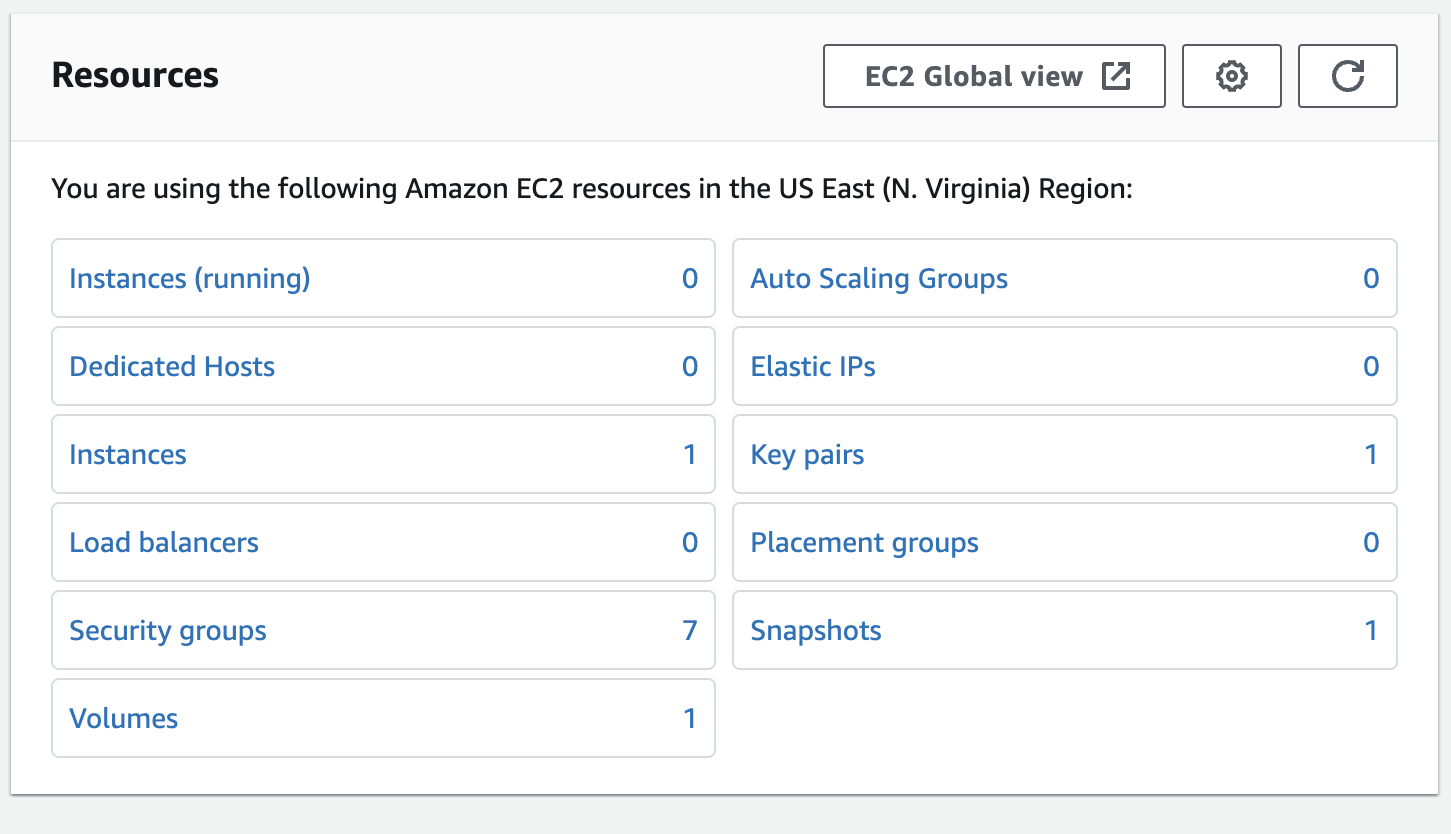 Resources
EC2 Global view
You are using the following Amazon EC2 resources in the US East (N. Virginia) Region:
Instances (running) 0
Auto Scaling Groups 0
Dedicated Hosts 0
Elastic IPs 0
Instances 1
Key pairs 1
Load balancers 0
Placement groups 0
Security groups 7
Snapshots 1
Volumes 1